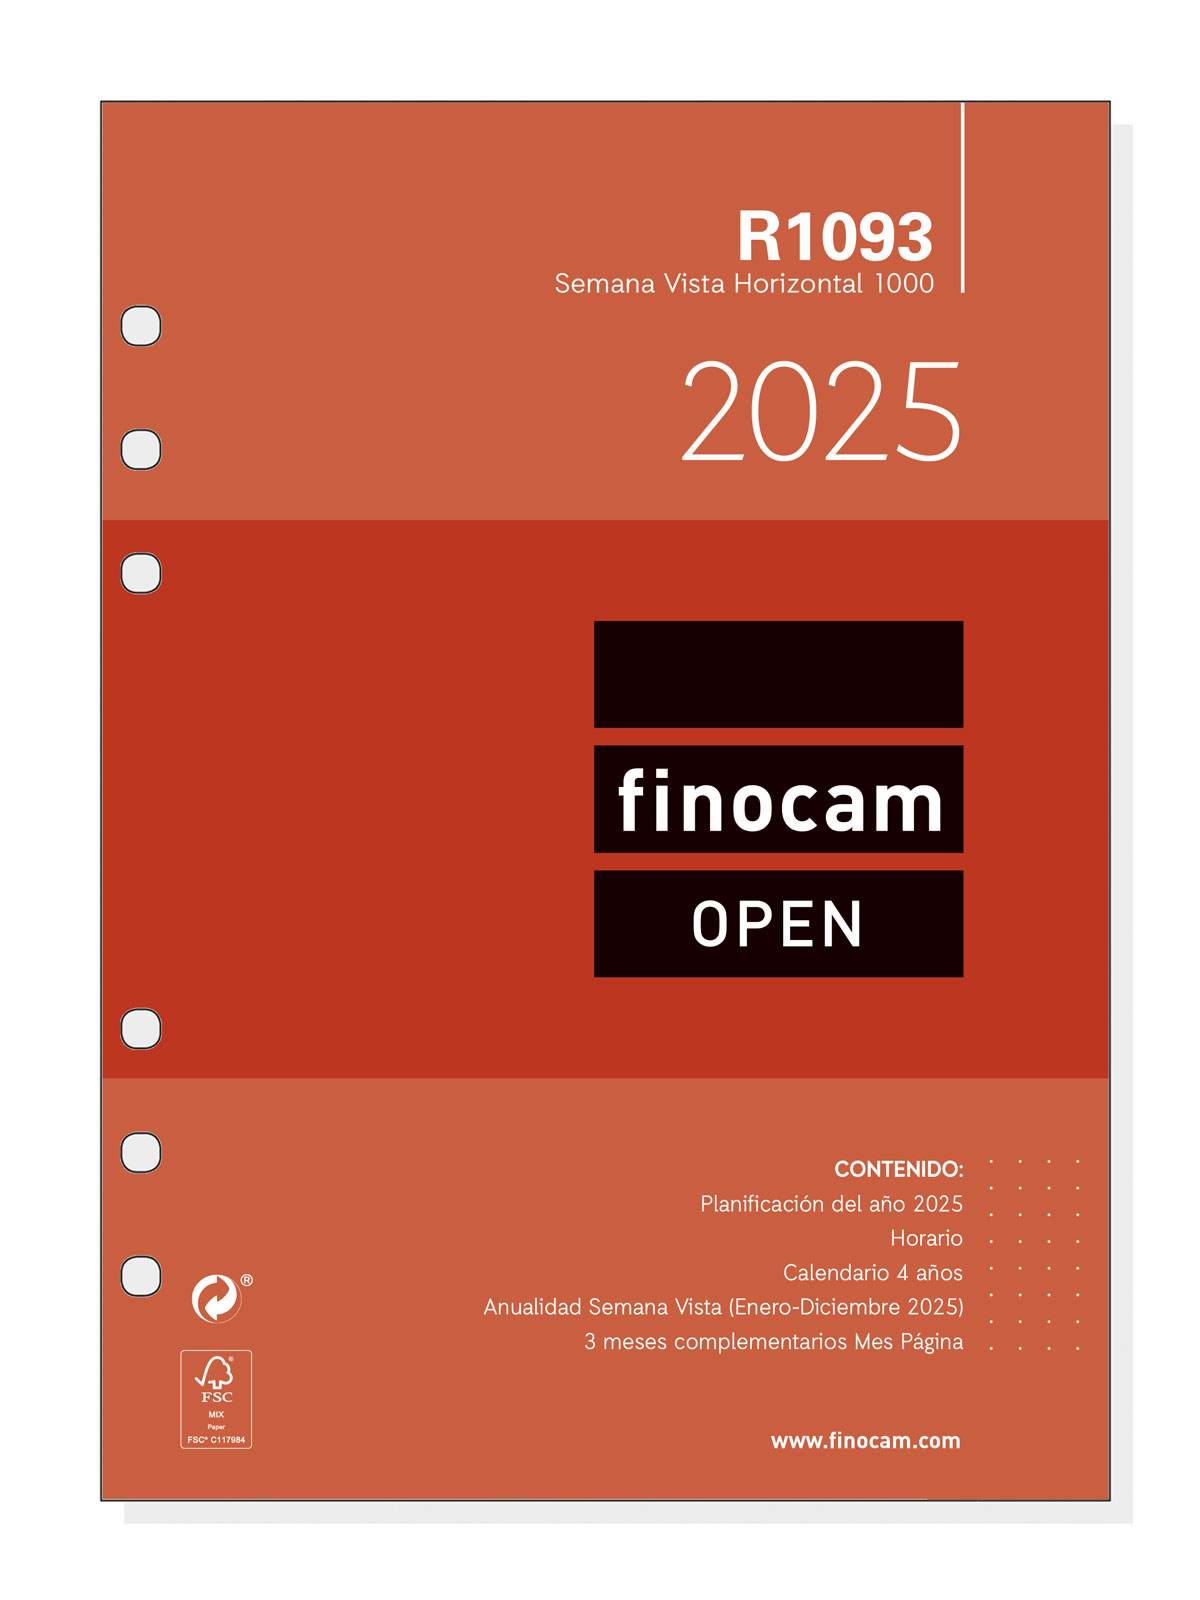 R1093
Semana Vista Horizontal 1000
2025
finocam
OPEN
CONTENIDO:
Planificación del año 2025
Horario
Calendario 4 años
Anualidad Semana Vista (Enero-Diciembre 2025)
3 meses complementarios Mes Página
®
®
FSC
MIX
Paper
FSC® C117984
www.finocam.com